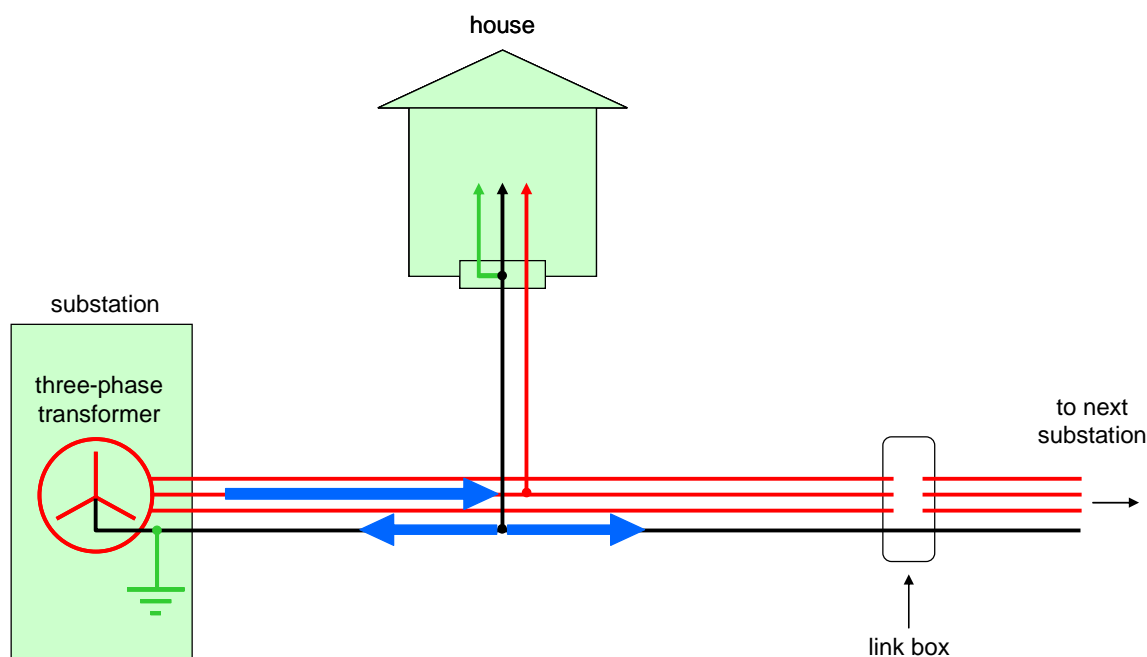 house
substation
three-phase
transformer
to next
substation
link box